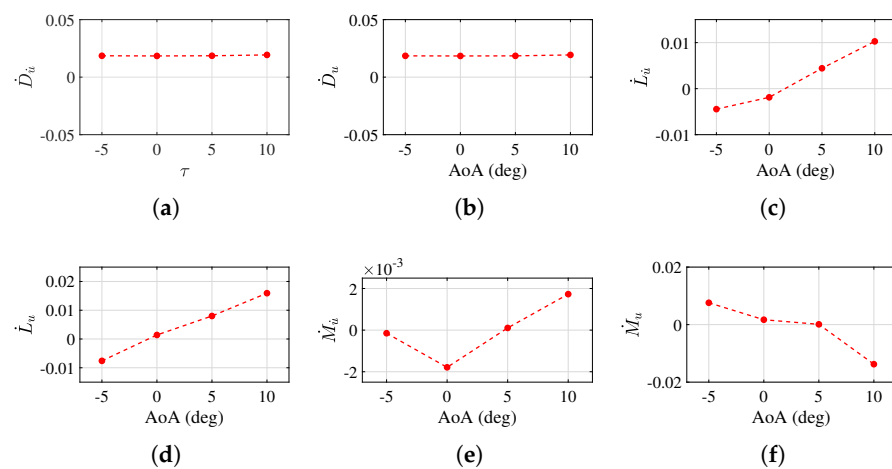 0.05 0.05 0.01
Ḋ_u̇ 0 Ḋ_u 0 L̇_u̇ 0
-0.05 -0.05 -0.01
-5 0 5 10 -5 0 5 10 -5 0 5 10
τ AoA (deg) AoA (deg)
(a) (b) (c)
×10⁻³
0.02 2 0.02
0.01
L̇_u 0 Ṁ_u̇ 0 Ṁ_u 0
-0.01 -2 -0.02
-5 0 5 10 -5 0 5 10 -5 0 5 10
AoA (deg) AoA (deg) AoA (deg)
(d) (e) (f)